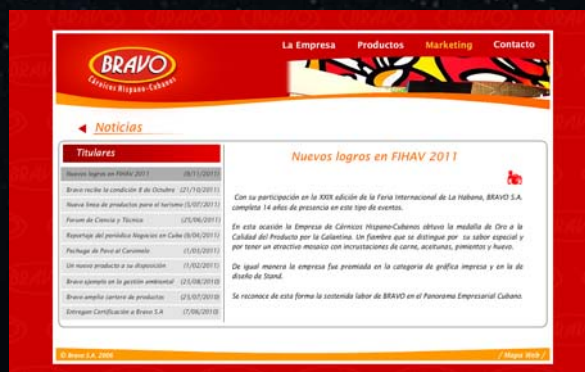 La Empresa Productos Marketing Contacto
BRAVO
Cárnicos Hispano-Cubanos
Noticias
Titulares
Nuevos logros en FIHAV 2011 (8/11/2011)
Bravo recibe la condición 8 de Octubre (21/10/2011)
Nueva linea de productos para el turismo (5/07/2011)
Forum de Ciencia y Técnica (25/06/2011)
Reportaje del periódico Negocios en Cuba (8/04/2011)
Pechuga de Pavo al Caramelo (1/03/2011)
Un nuevo producto a su disposición (1/02/2011)
Bravo ejemplo en la gestión ambiental (25/08/2010)
Bravo amplia cartera de productos (25/07/2010)
Entregan Certificación a Bravo S.A (7/06/2010)
Nuevos logros en FIHAV 2011
Con su participación en la XXIX edición de la Feria Internacional de La Habana, BRAVO S.A.
completa 14 años de presencia en este tipo de eventos.
En esta ocasión la Empresa de Cárnicos Hispano-Cubanos obtuvo la medalla de Oro a la
Calidad del Producto por la Galantina. Un fiambre que se distingue por su sabor especial y
por tener un atractivo mosaico con incrustaciones de carne, aceitunas, pimientos y huevo.
De igual manera la empresa fue premiada en la categoría de gráfica impresa y en la de
diseño de Stand.
Se reconoce de esta forma la sostenida labor de BRAVO en el Panorama Empresarial Cubano.
© Bravo S.A. 2006 / Mapa Web /